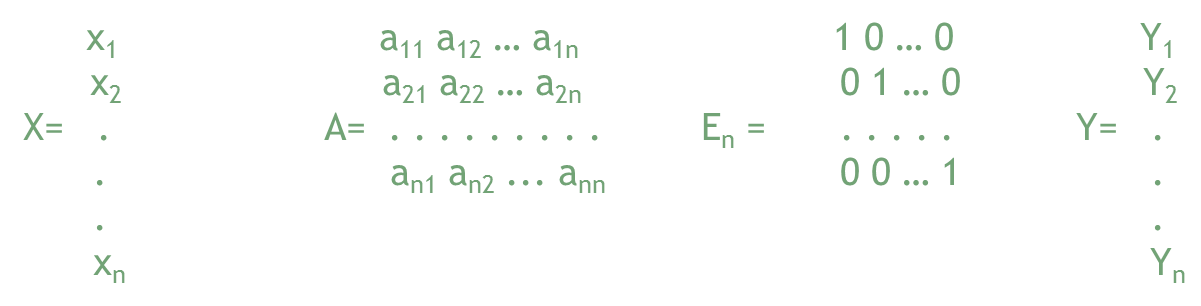 x₁ a₁₁ a₁₂ ... a₁ₙ 1 0 ... 0 Y₁
x₂ a₂₁ a₂₂ ... a₂ₙ 0 1 ... 0 Y₂
X= . A= . . . . . . . . . Eₙ = . . . . . Y= .
. aₙ₁ aₙ₂ ... aₙₙ 0 0 ... 1 .
. .
xₙ Yₙ